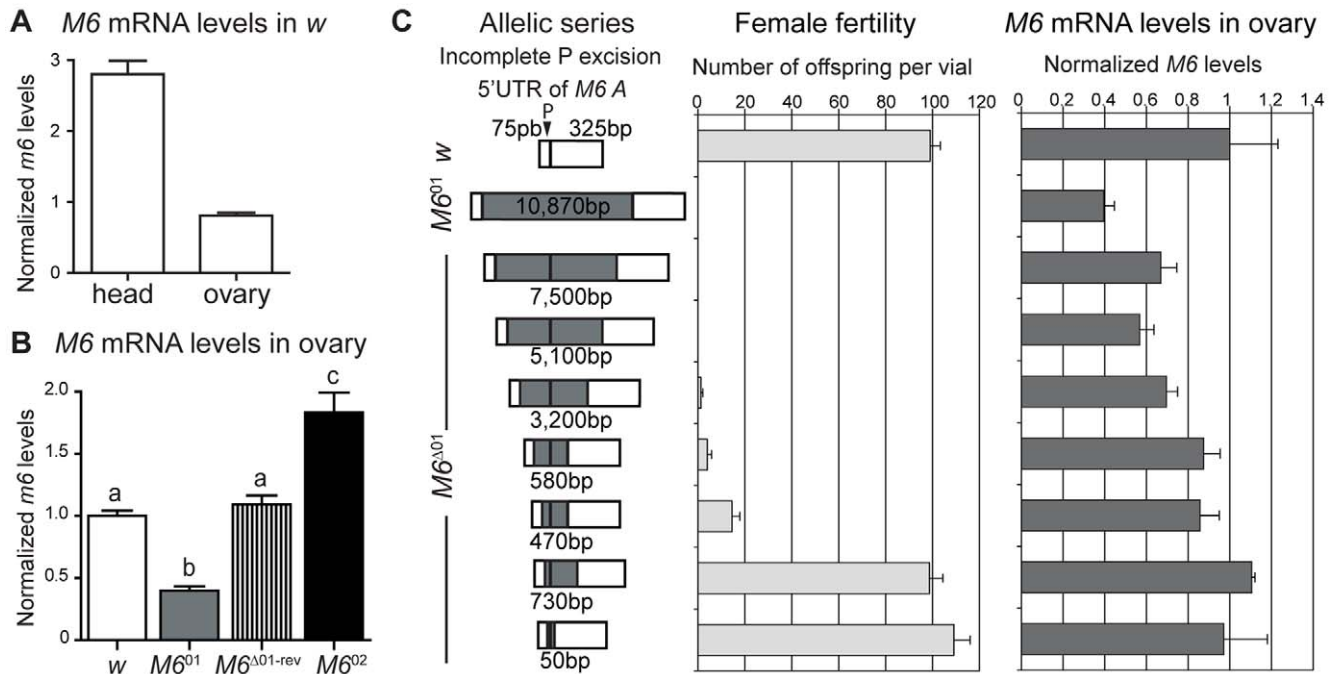 A M6 mRNA levels in w
Normalized m6 levels
3
2
1
0
head ovary
B M6 mRNA levels in ovary
Normalized m6 levels
2.0
1.5
1.0
0.5
0
a
b
a
c
w M6⁰¹ M6^Δ01-rev M6⁰²
C Allelic series
Incomplete P excision
5'UTR of M6 A
P
75pb 325bp
w
M6⁰¹
10,870bp
M6^Δ01
7,500bp
5,100bp
3,200bp
580bp
470bp
730bp
50bp
Female fertility
Number of offspring per vial
0 20 40 60 80 100 120
M6 mRNA levels in ovary
Normalized M6 levels
0 0,2 0,4 0,6 0,8 1 1,2 1,4